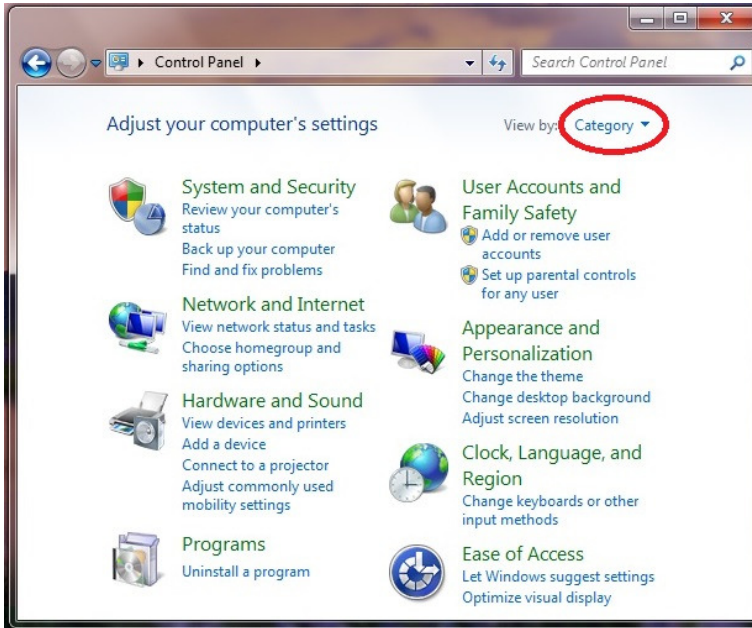 Control Panel
Search Control Panel
Adjust your computer's settings
View by: Category
System and Security
Review your computer's
status
Back up your computer
Find and fix problems
Network and Internet
View network status and tasks
Choose homegroup and
sharing options
Hardware and Sound
View devices and printers
Add a device
Connect to a projector
Adjust commonly used
mobility settings
Programs
Uninstall a program
User Accounts and
Family Safety
Add or remove user
accounts
Set up parental controls
for any user
Appearance and
Personalization
Change the theme
Change desktop background
Adjust screen resolution
Clock, Language, and
Region
Change keyboards or other
input methods
Ease of Access
Let Windows suggest settings
Optimize visual display